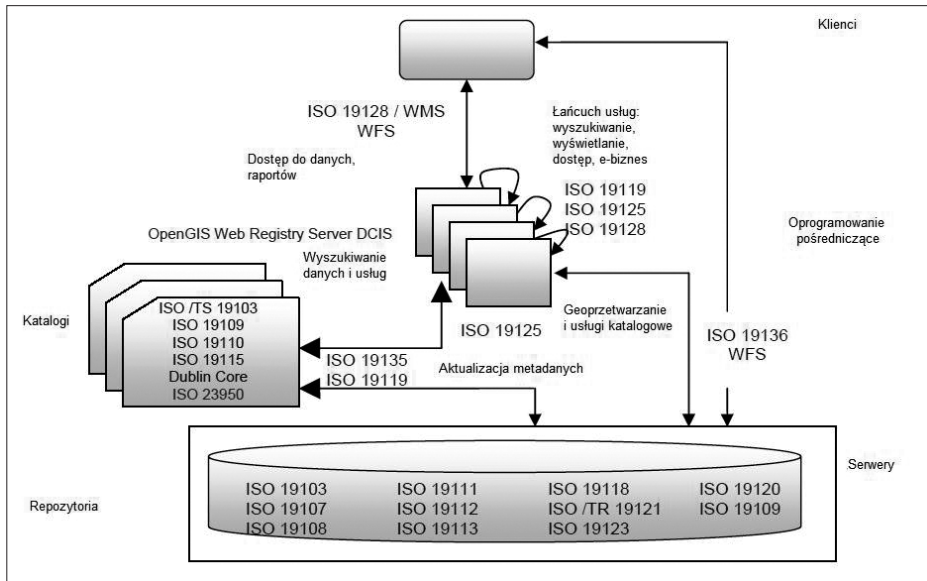 Klienci
ISO 19128 / WMS
WFS
Łańcuch usług:
wyszukiwanie,
wyświetlanie,
dostęp, e-biznes
Dostęp do danych,
raportów
ISO 19119
ISO 19125
ISO 19128
OpenGIS Web Registry Server DCIS
Oprogramowanie
pośredniczące
Wyszukiwanie
danych i usług
Katalogi
ISO /TS 19103
ISO 19109
ISO 19110
ISO 19115
Dublin Core
ISO 23950
Geoprzetwarzanie
i usługi katalogowe
ISO 19125
ISO 19136
WFS
ISO 19135
ISO 19119
Aktualizacja metadanych
Serwery
Repozytoria
ISO 19103
ISO 19107
ISO 19108
ISO 19111
ISO 19112
ISO 19113
ISO 19118
ISO /TR 19121
ISO 19123
ISO 19120
ISO 19109